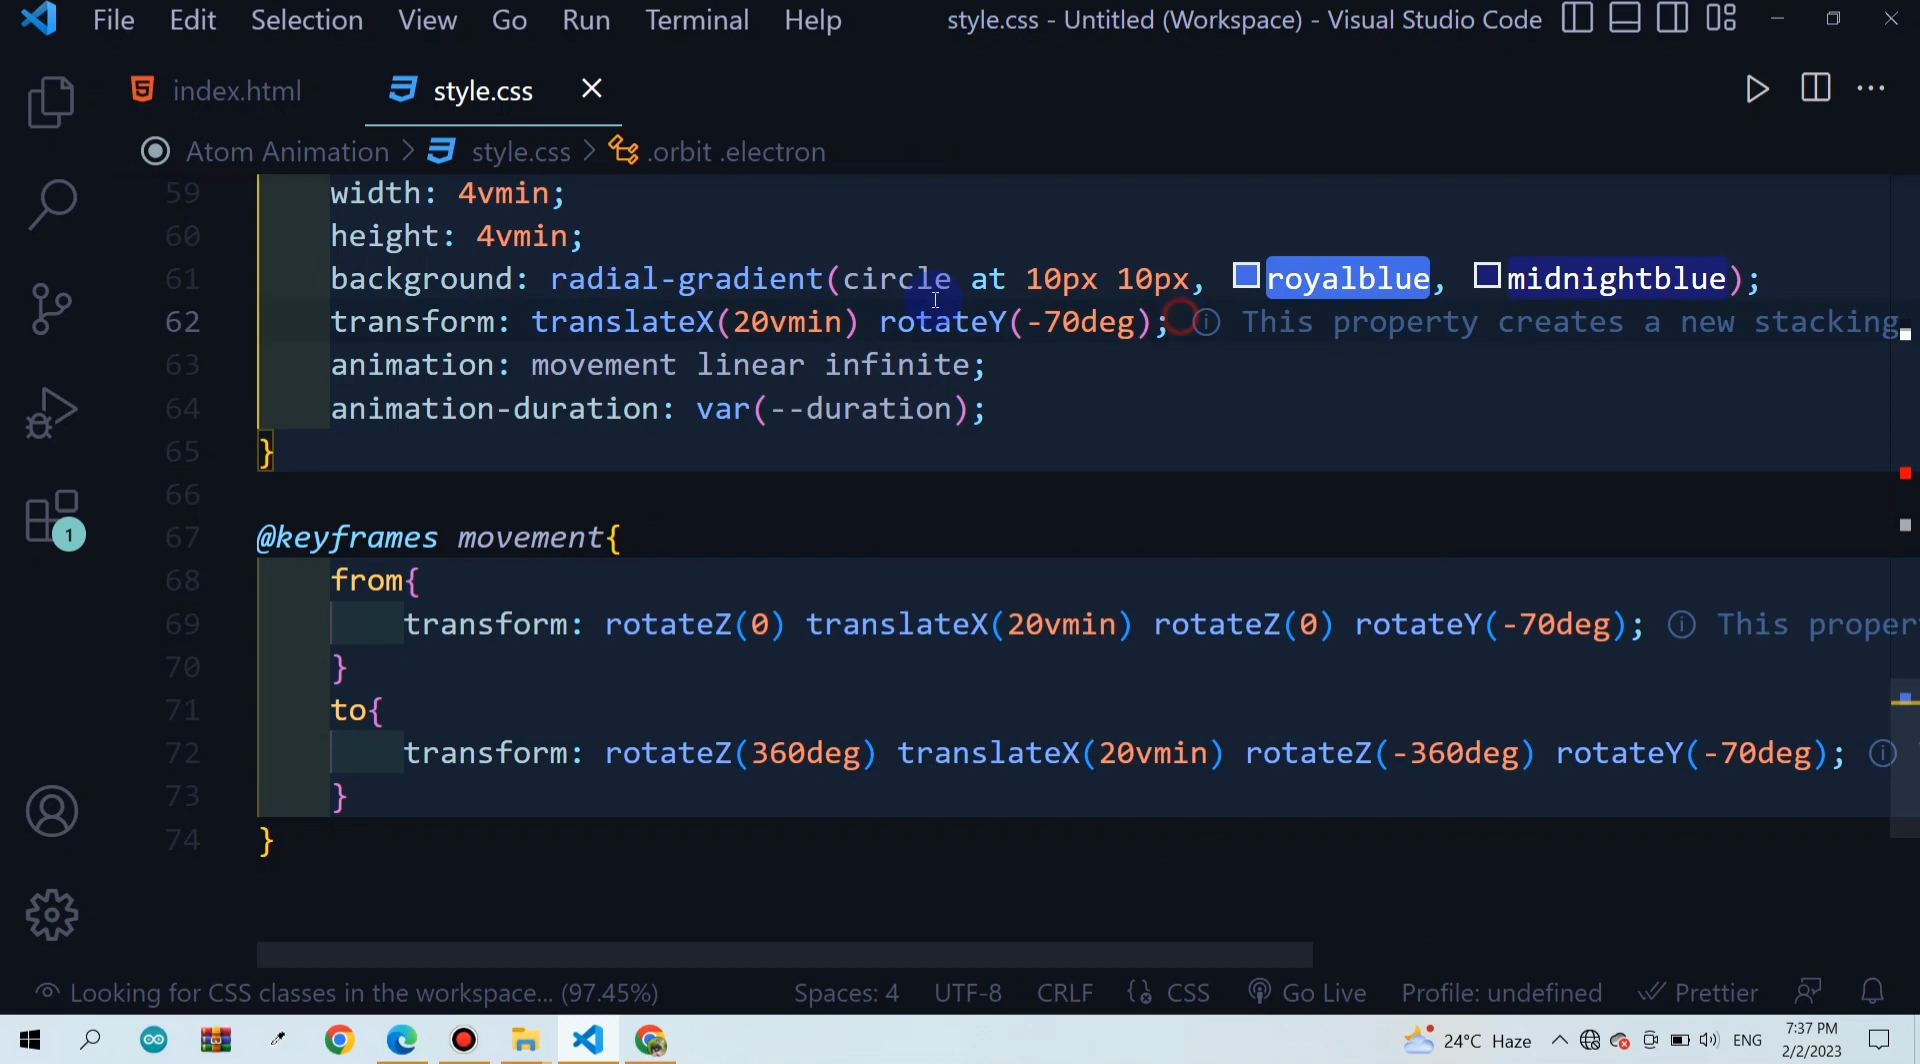 File Edit Selection View Go Run Terminal Help style.css - Untitled (Workspace) - Visual Studio Code
index.html style.css
Atom Animation > style.css > .orbit .electron
59 width: 4vmin;
60 height: 4vmin;
61 background: radial-gradient(circle at 10px 10px, royalblue, midnightblue);
62 transform: translateX(20vmin) rotateY(-70deg); This property creates a new stacking
63 animation: movement linear infinite;
64 animation-duration: var(--duration);
65 }
66
67 @keyframes movement{
68 from{
69 transform: rotateZ(0) translateX(20vmin) rotateZ(0) rotateY(-70deg); This proper
70 }
71 to{
72 transform: rotateZ(360deg) translateX(20vmin) rotateZ(-360deg) rotateY(-70deg);
73 }
74 }
1
Looking for CSS classes in the workspace... (97.45%) Spaces: 4 UTF-8 CRLF CSS Go Live Profile: undefined Prettier
24°C Haze ENG 7:37 PM
2/2/2023